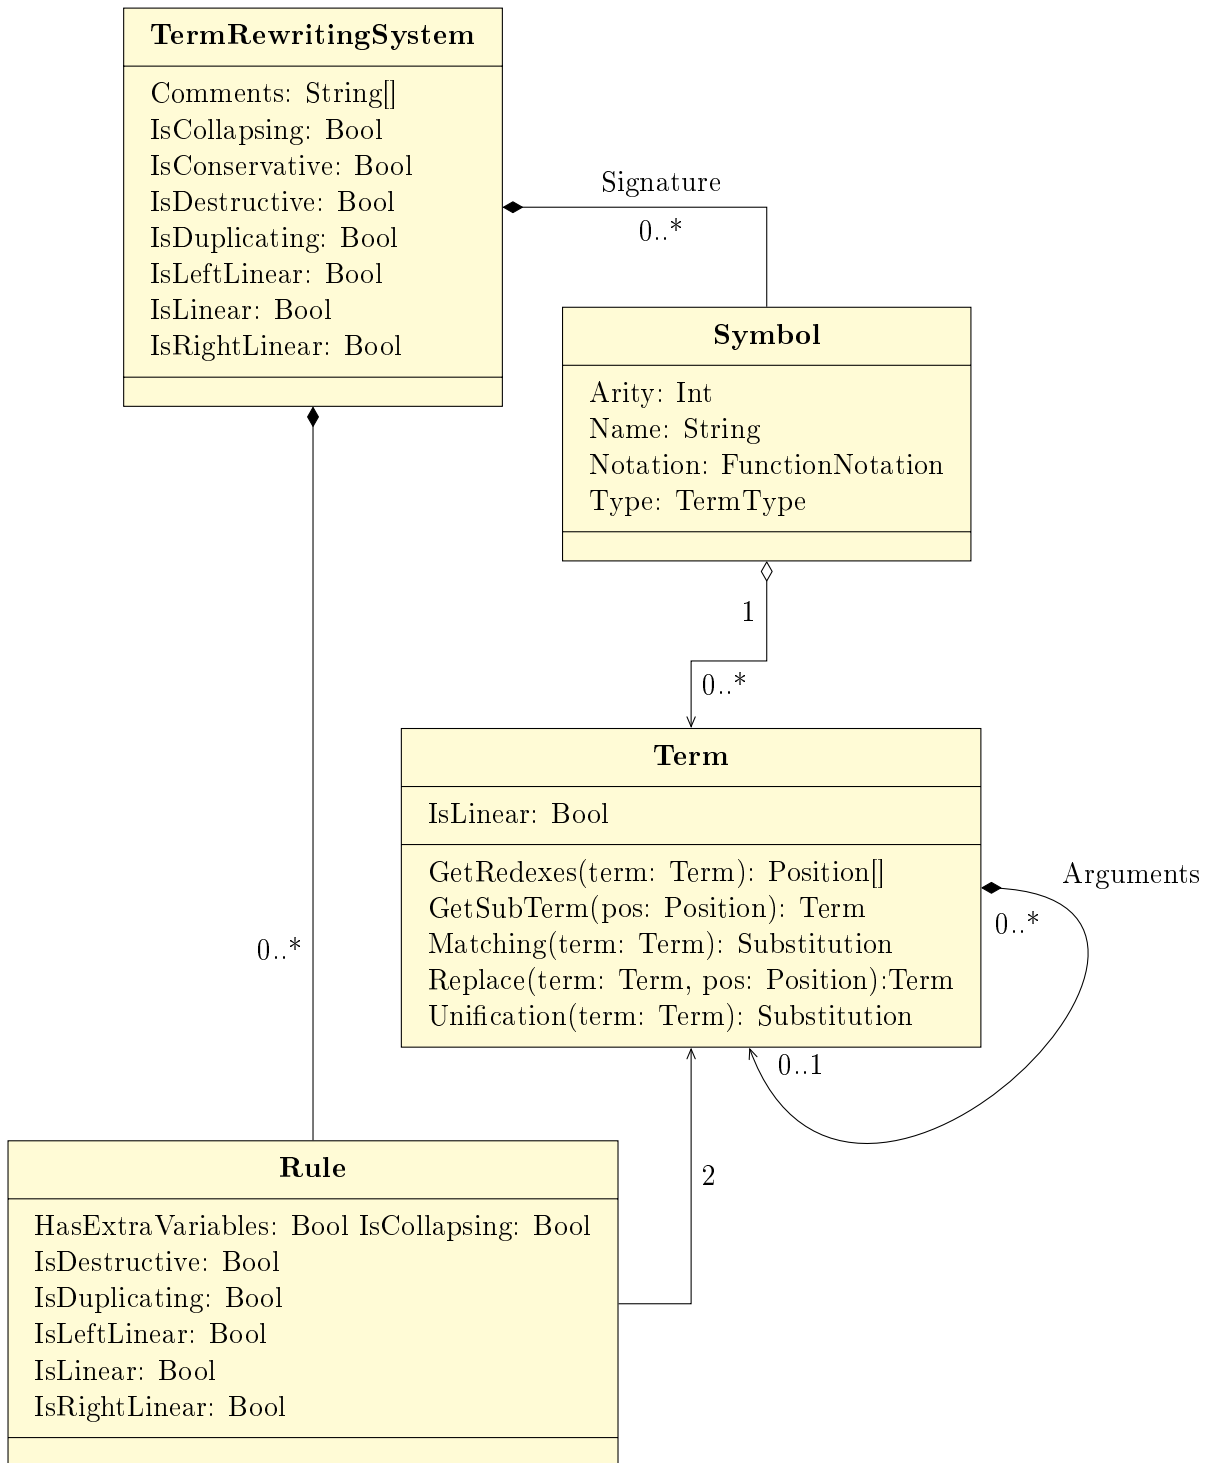 TermRewritingSystem
Comments: String[]
IsCollapsing: Bool
IsConservative: Bool
IsDestructive: Bool
IsDuplicating: Bool
IsLeftLinear: Bool
IsLinear: Bool
IsRightLinear: Bool
Signature
0..*
Symbol
Arity: Int
Name: String
Notation: FunctionNotation
Type: TermType
1
0..*
Term
IsLinear: Bool
GetRedexes(term: Term): Position[]
GetSubTerm(pos: Position): Term
Matching(term: Term): Substitution
Replace(term: Term, pos: Position):Term
Unification(term: Term): Substitution
Arguments
0..*
0..1
0..*
2
Rule
HasExtraVariables: Bool IsCollapsing: Bool
IsDestructive: Bool
IsDuplicating: Bool
IsLeftLinear: Bool
IsLinear: Bool
IsRightLinear: Bool